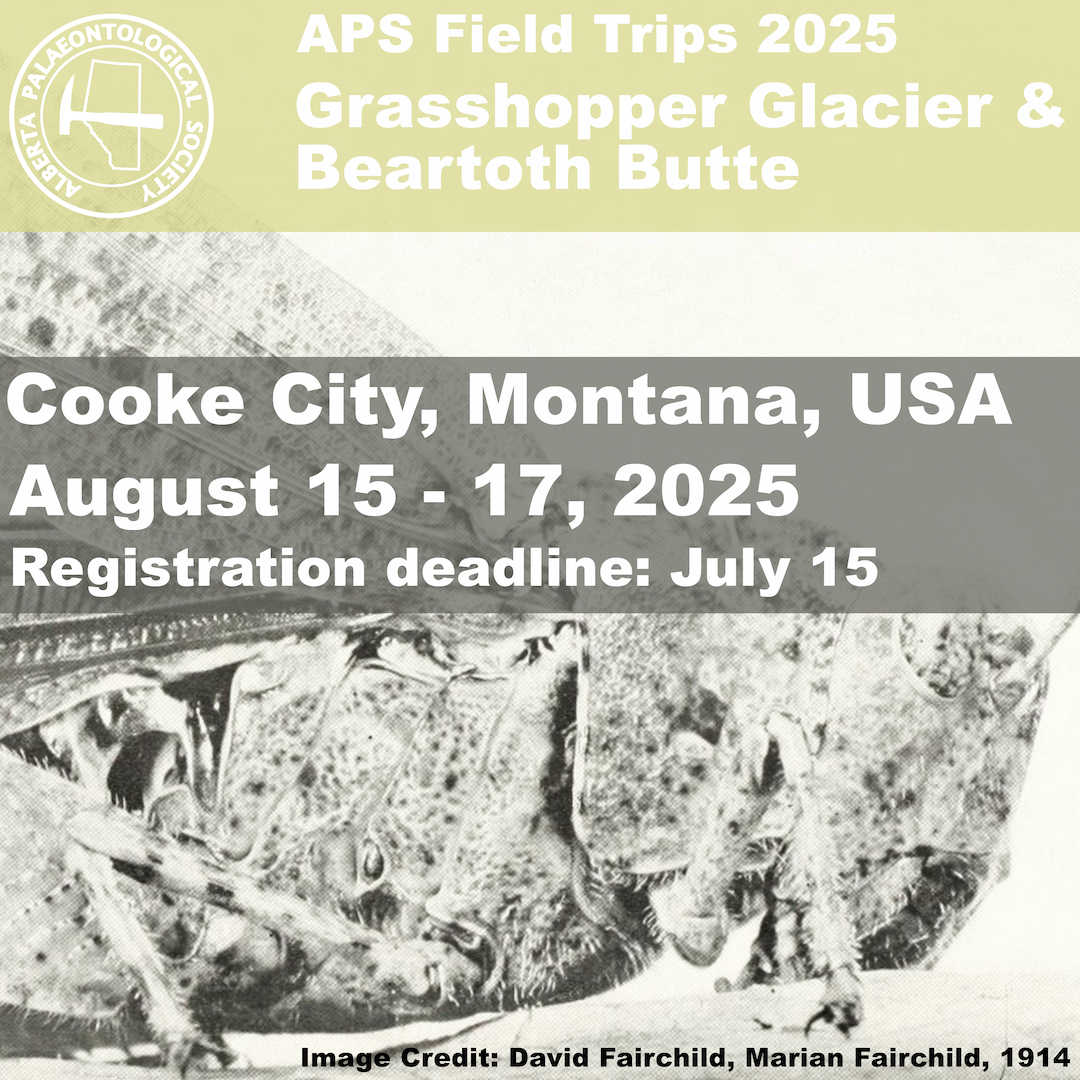 ALBERTA PALAEONTOLOGICAL SOCIETY
APS Field Trips 2025
Grasshopper Glacier &
Beartoth Butte
Cooke City, Montana, USA
August 15 - 17, 2025
Registration deadline: July 15
Image Credit: David Fairchild, Marian Fairchild, 1914